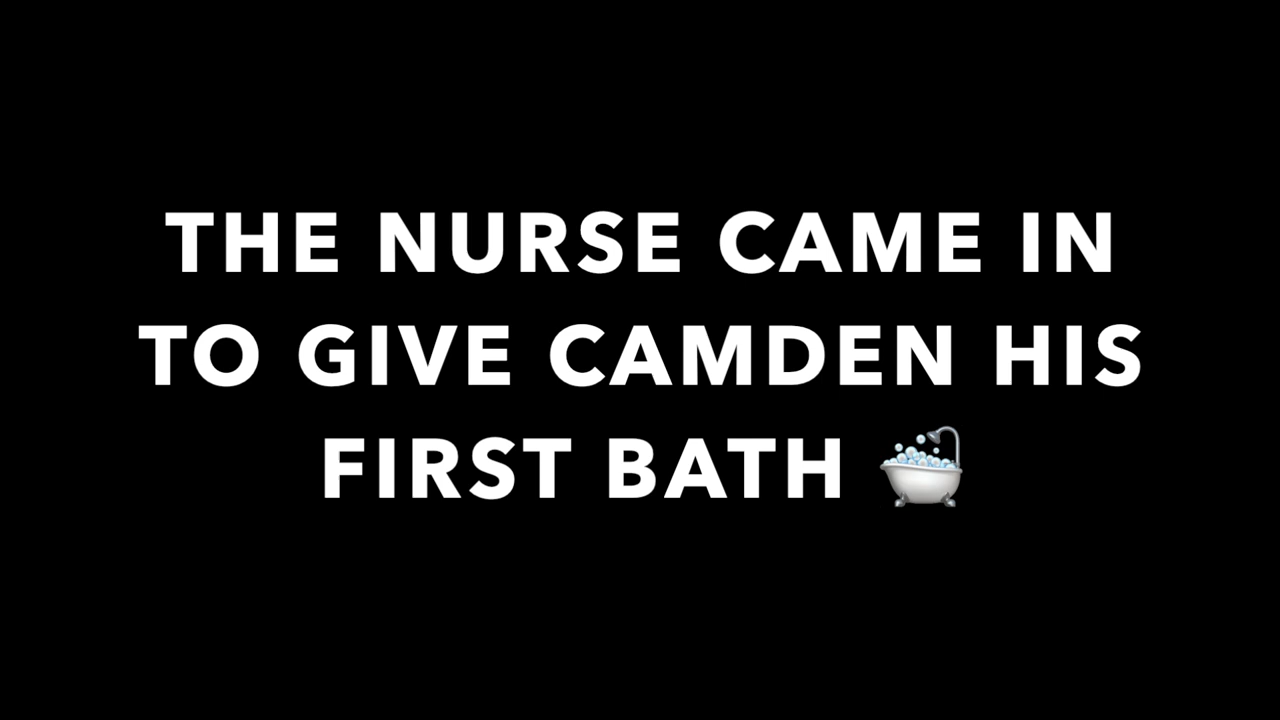 THE NURSE CAME IN
TO GIVE CAMDEN HIS
FIRST BATH 🛁